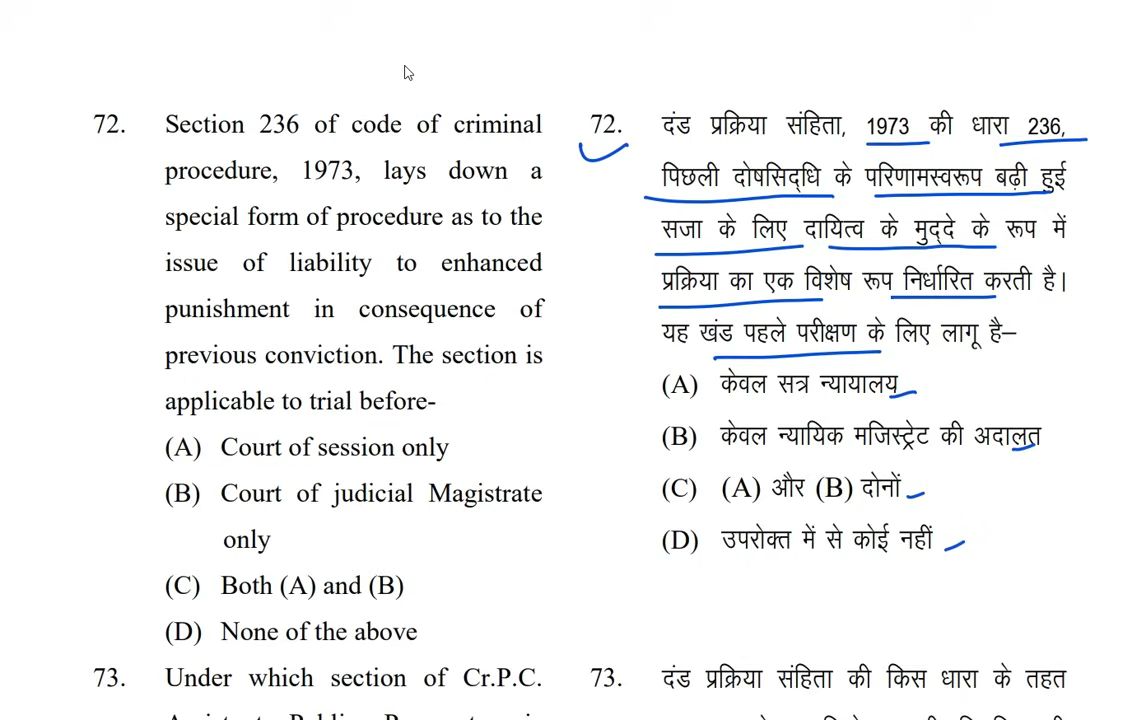 72. Section 236 of code of criminal
procedure, 1973, lays down a
special form of procedure as to the
issue of liability to enhanced
punishment in consequence of
previous conviction. The section is
applicable to trial before-
(A) Court of session only
(B) Court of judicial Magistrate
only
(C) Both (A) and (B)
(D) None of the above
73. Under which section of Cr.P.C.
72. दंड प्रक्रिया संहिता, 1973 की धारा 236,
पिछली दोषसिद्धि के परिणामस्वरूप बढ़ी हुई
सजा के लिए दायित्व के मुद्दे के रूप में
प्रक्रिया का एक विशेष रूप निर्धारित करती है।
यह खंड पहले परीक्षण के लिए लागू है–
(A) केवल सत्र न्यायालय
(B) केवल न्यायिक मजिस्ट्रेट की अदालत
(C) (A) और (B) दोनों
(D) उपरोक्त में से कोई नहीं
73. दंड प्रक्रिया संहिता की किस धारा के तहत